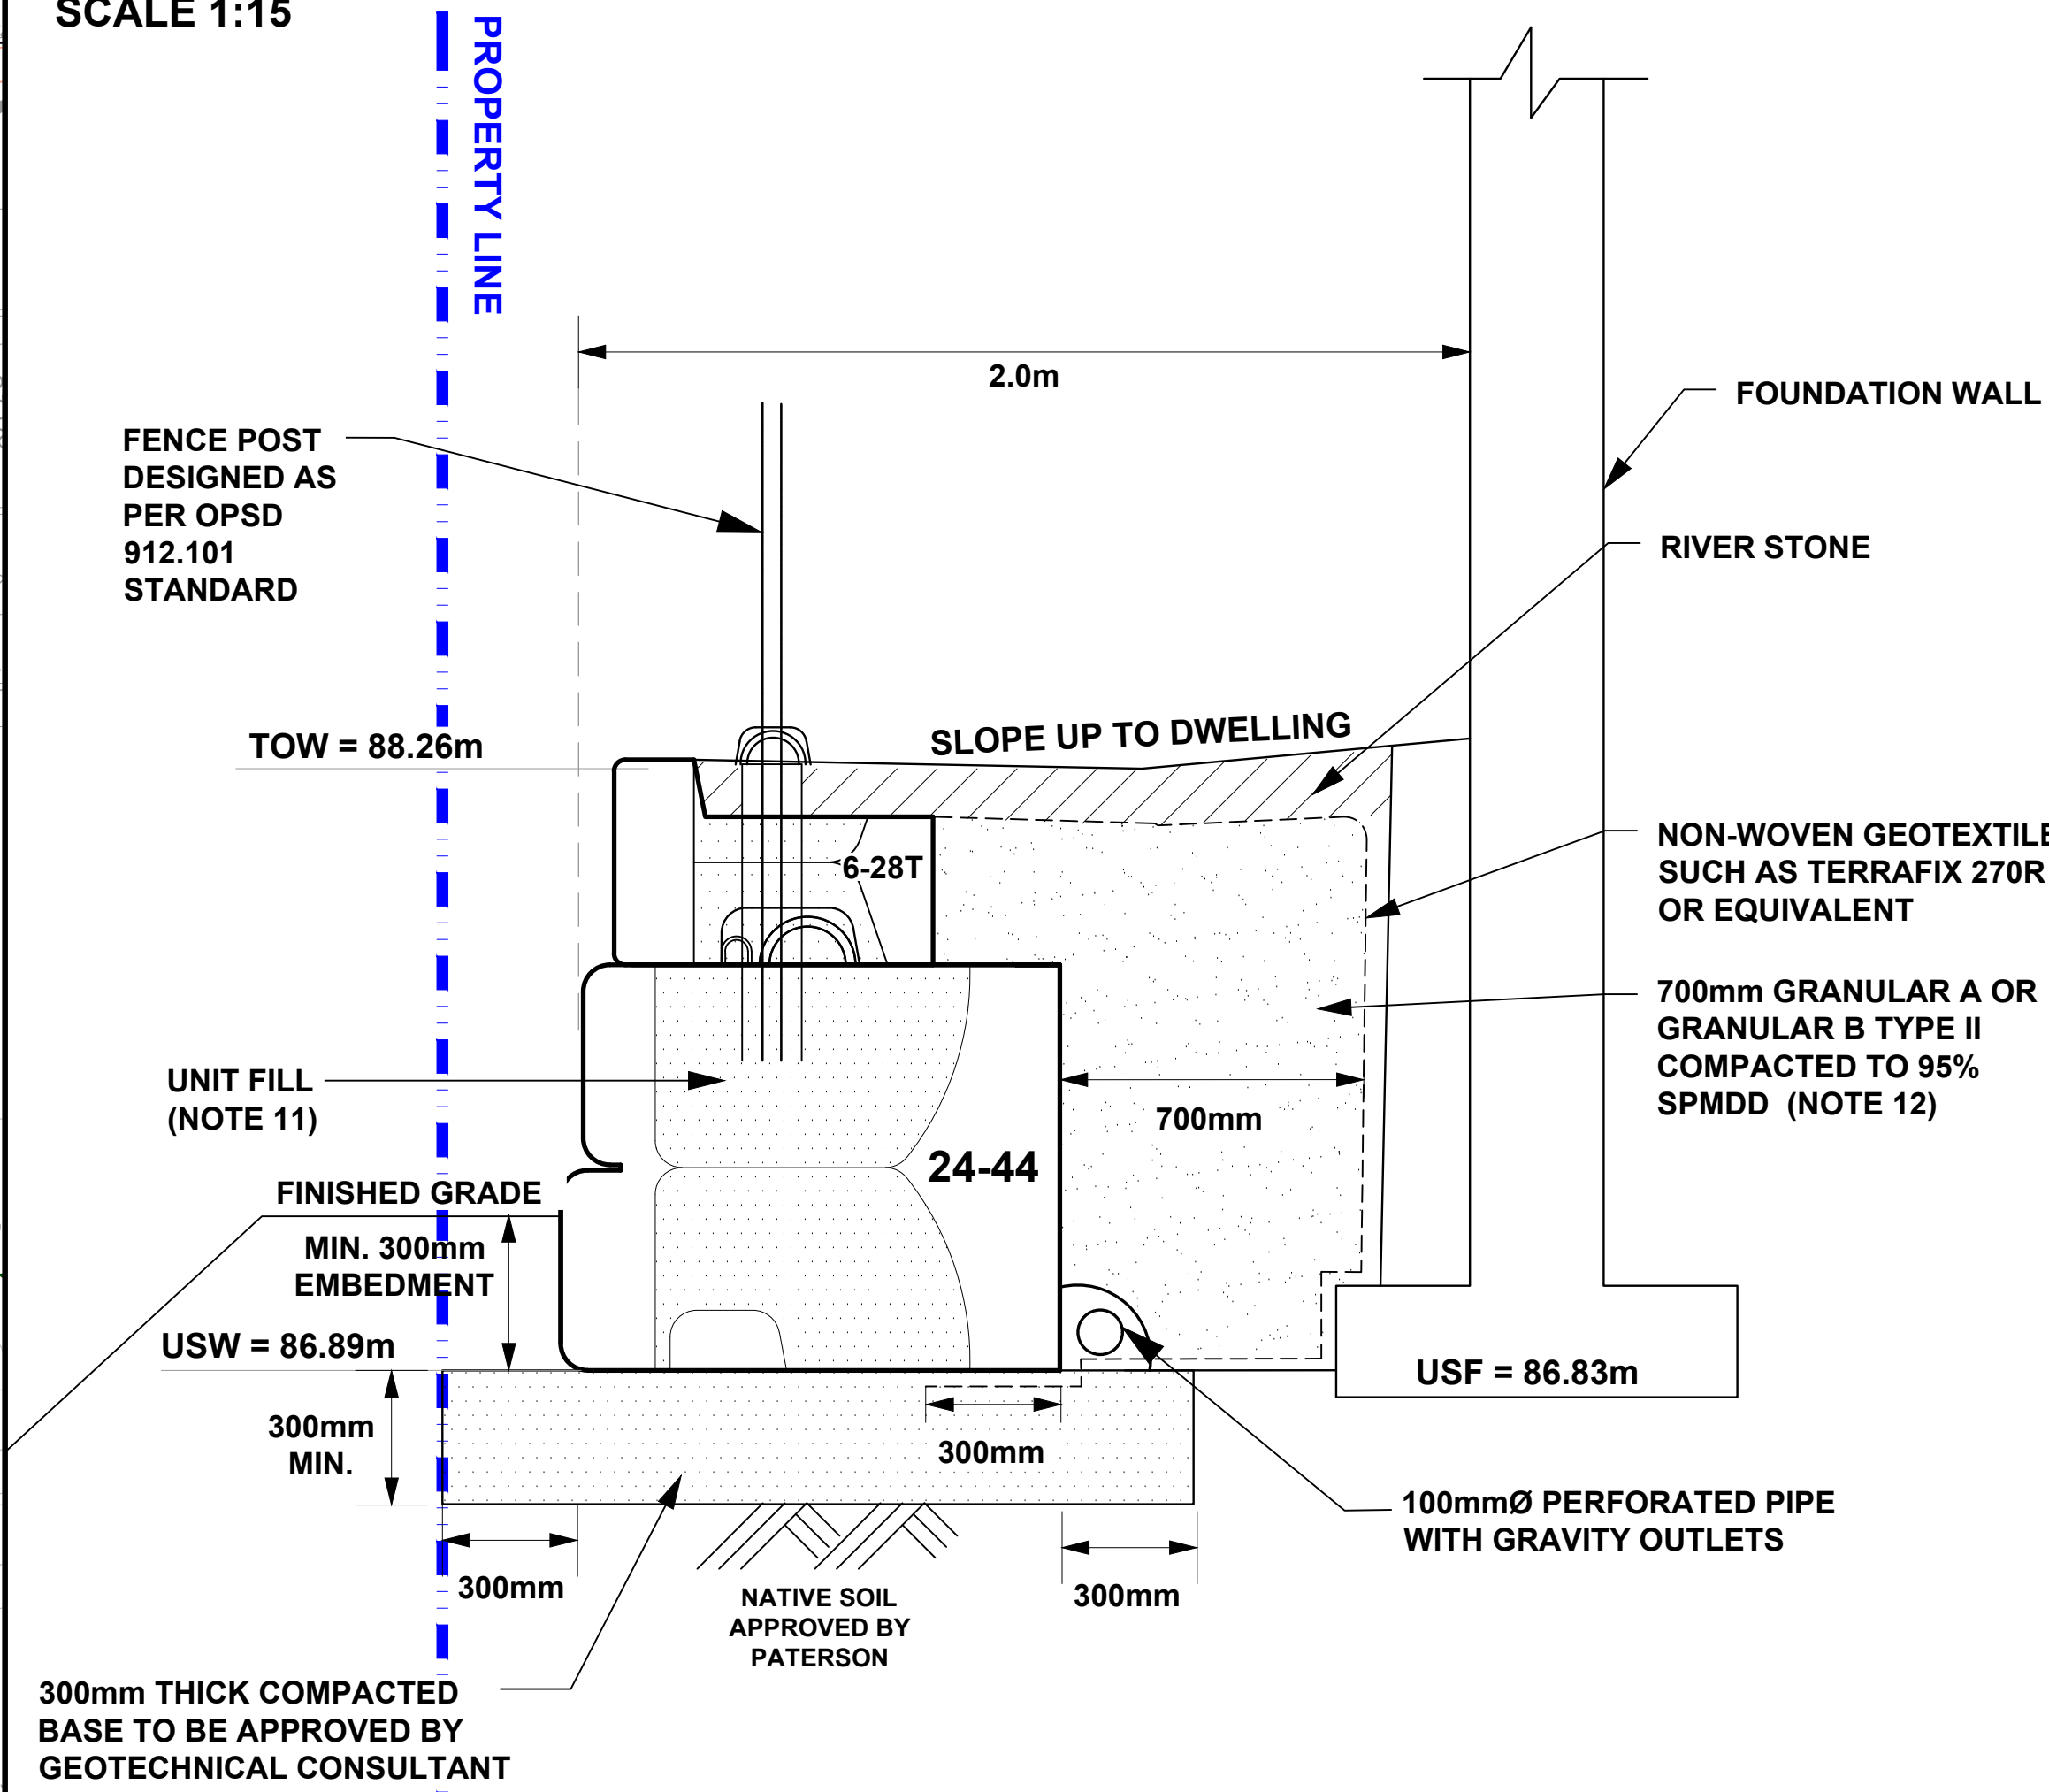 SCALE 1:15
PROPERTY LINE
2.0m
FOUNDATION WALL
FENCE POST
DESIGNED AS
PER OPSD
912.101
STANDARD
RIVER STONE
TOW = 88.26m
SLOPE UP TO DWELLING
6-28T
NON-WOVEN GEOTEXTILE
SUCH AS TERRAFIX 270R
OR EQUIVALENT
700mm GRANULAR A OR
GRANULAR B TYPE II
COMPACTED TO 95%
SPMDD (NOTE 12)
UNIT FILL
(NOTE 11)
700mm
24-44
FINISHED GRADE
MIN. 300mm
EMBEDMENT
USW = 86.89m
USF = 86.83m
300mm
MIN.
300mm
100mmØ PERFORATED PIPE
WITH GRAVITY OUTLETS
300mm
300mm
NATIVE SOIL
APPROVED BY
PATERSON
300mm THICK COMPACTED
BASE TO BE APPROVED BY
GEOTECHNICAL CONSULTANT